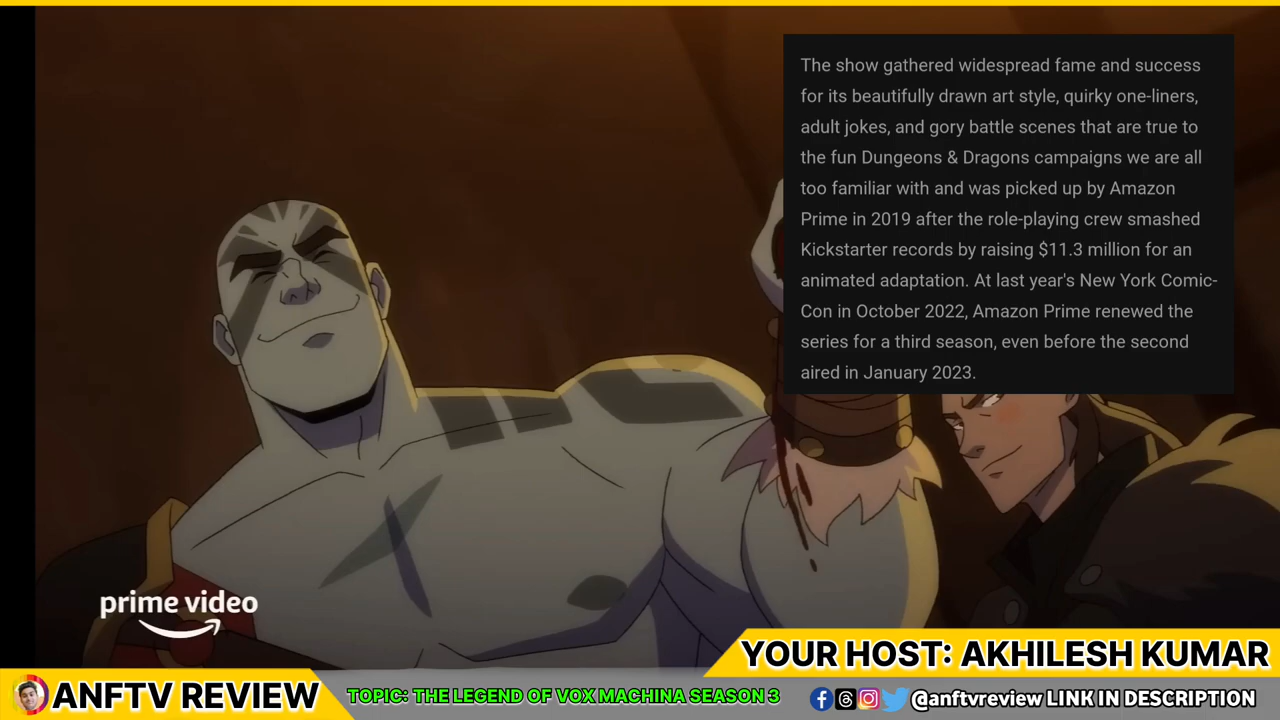 The show gathered widespread fame and success
for its beautifully drawn art style, quirky one-liners,
adult jokes, and gory battle scenes that are true to
the fun Dungeons & Dragons campaigns we are all
too familiar with and was picked up by Amazon
Prime in 2019 after the role-playing crew smashed
Kickstarter records by raising $11.3 million for an
animated adaptation. At last year's New York Comic-
Con in October 2022, Amazon Prime renewed the
series for a third season, even before the second
aired in January 2023.
prime video
YOUR HOST: AKHILESH KUMAR
ANFTV REVIEW
TOPIC: THE LEGEND OF VOX MACHINA SEASON 3
@anftvreview LINK IN DESCRIPTION